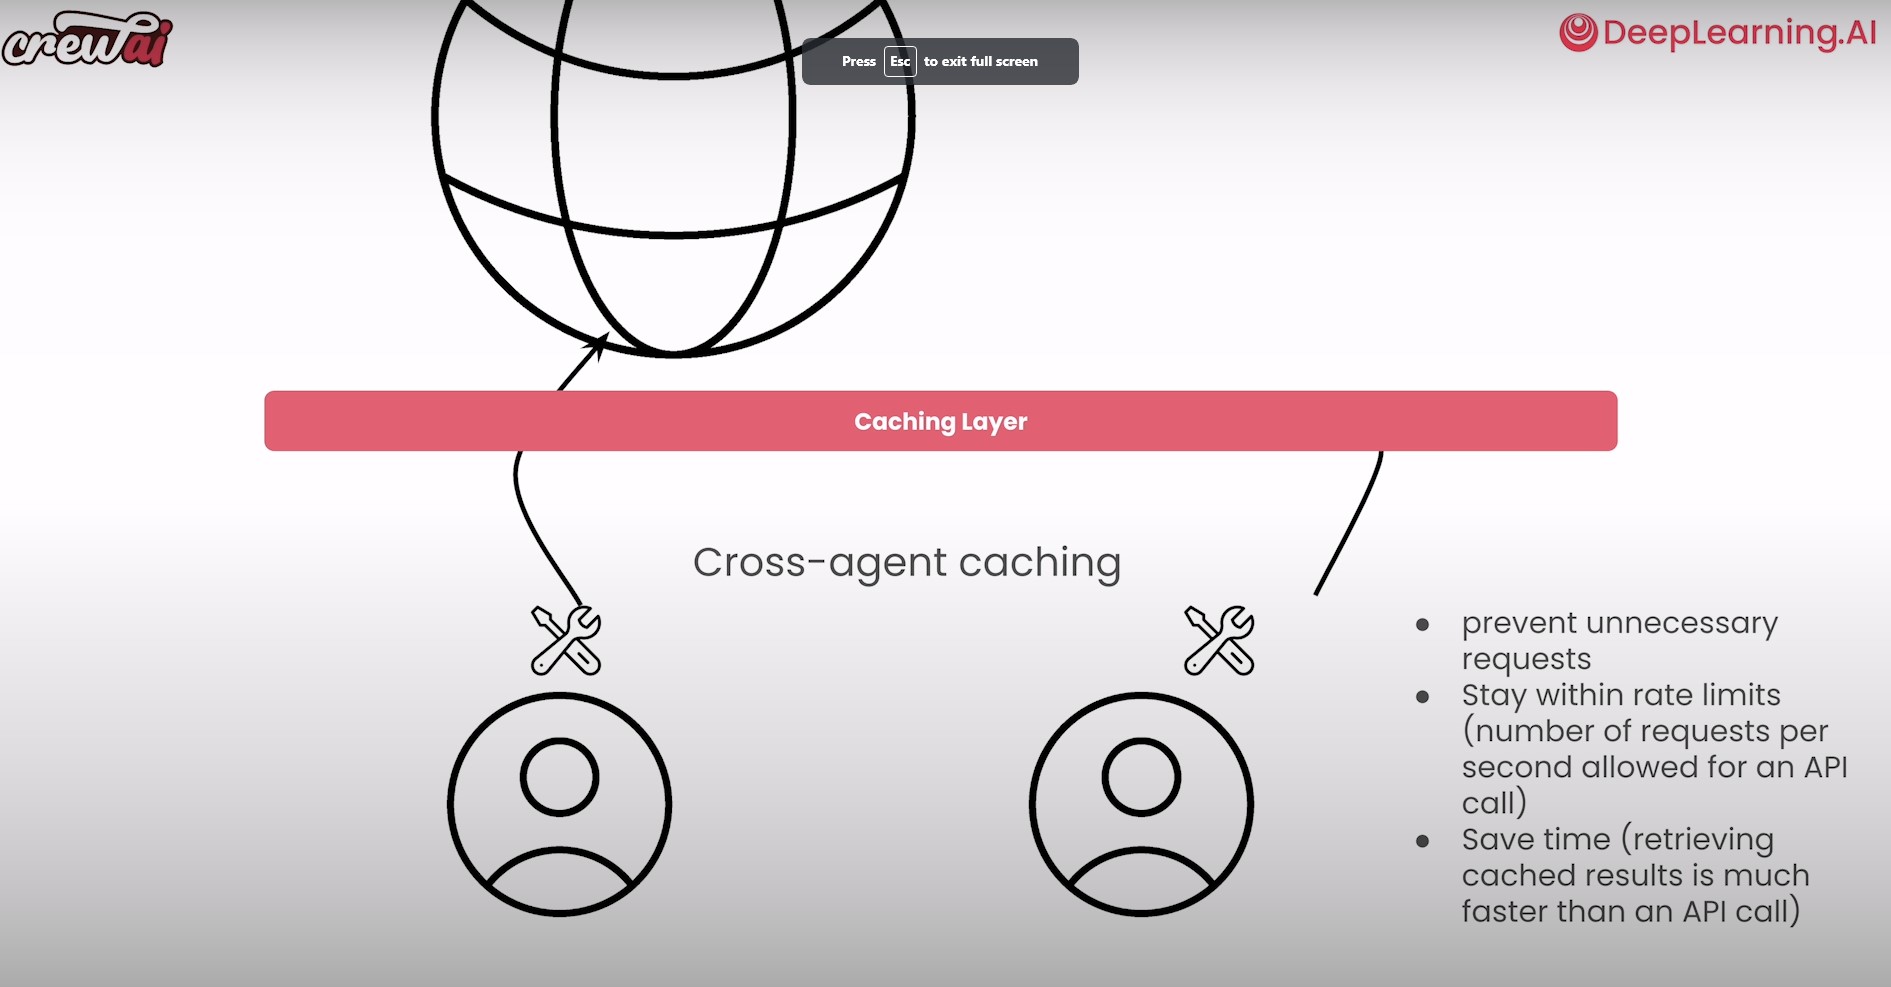 crewai
DeepLearning.AI
Press Esc to exit full screen
Caching Layer
Cross-agent caching
● prevent unnecessary
requests
● Stay within rate limits
(number of requests per
second allowed for an API
call)
● Save time (retrieving
cached results is much
faster than an API call)